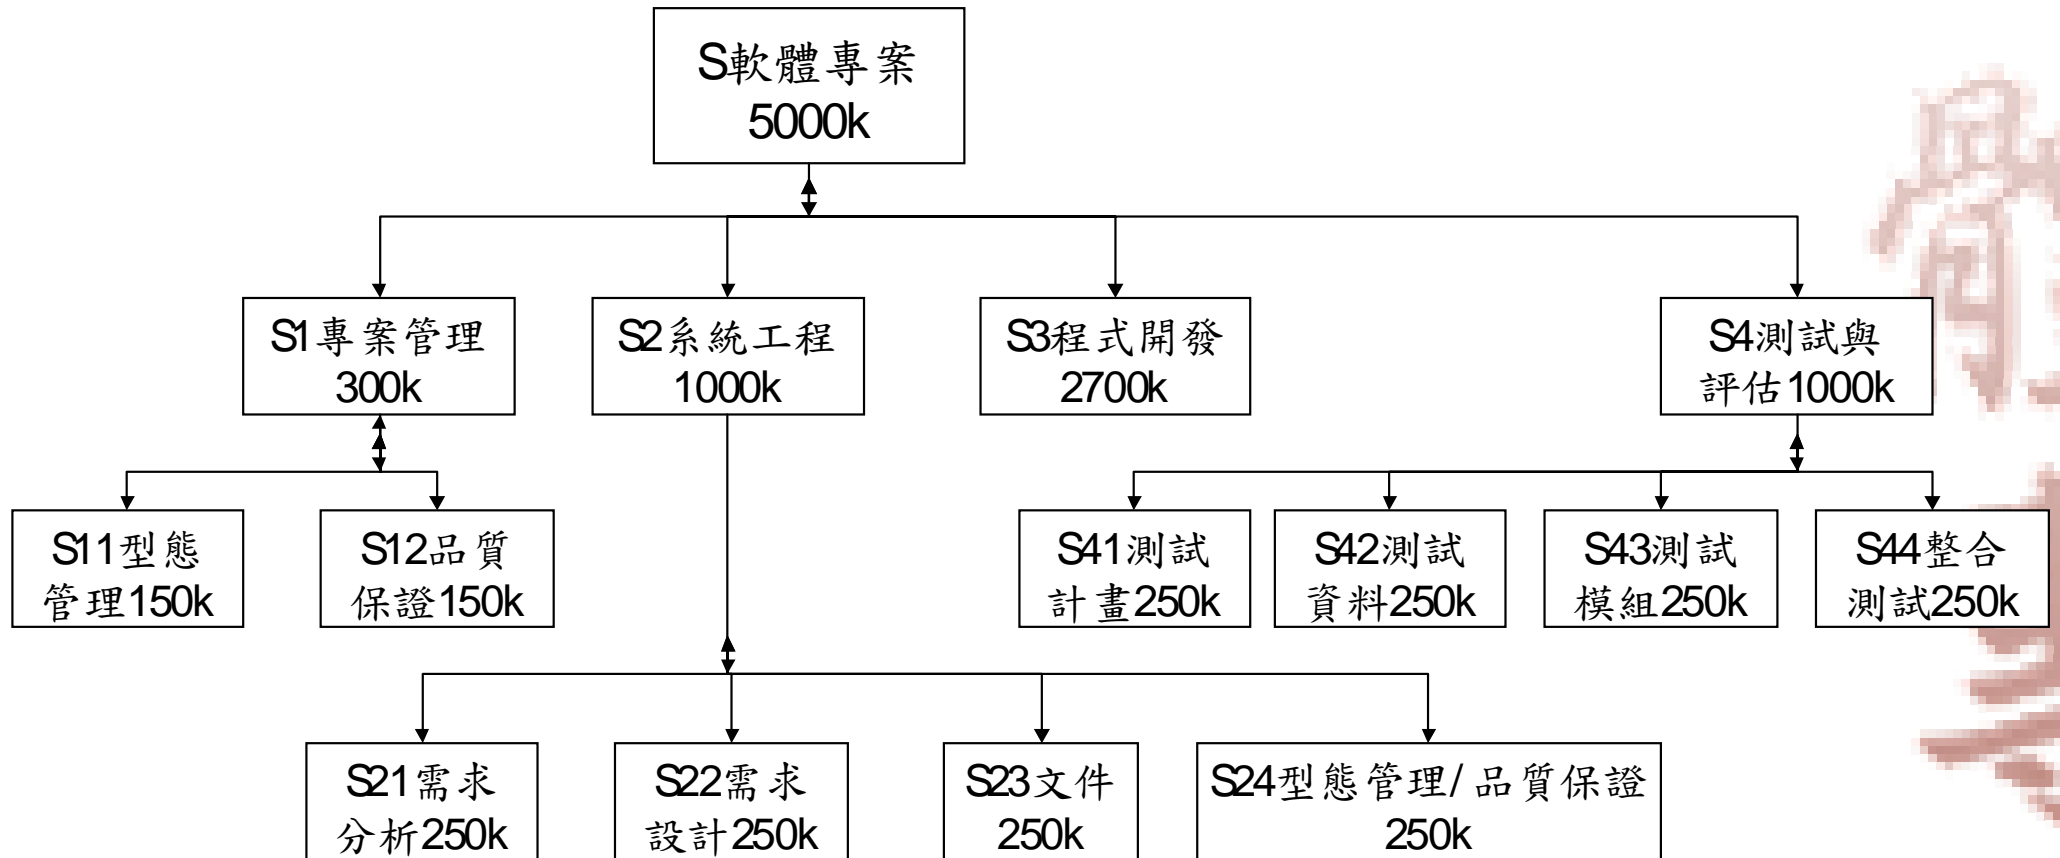 S軟體專案
5000k
S1專案管理
300k
S2系統工程
1000k
S3程式開發
2700k
S4測試與
評估1000k
S11型態
管理150k
S12品質
保證150k
S41測試
計畫250k
S42測試
資料250k
S43測試
模組250k
S44整合
測試250k
S21需求
分析250k
S22需求
設計250k
S23文件
250k
S24型態管理/品質保證
250k